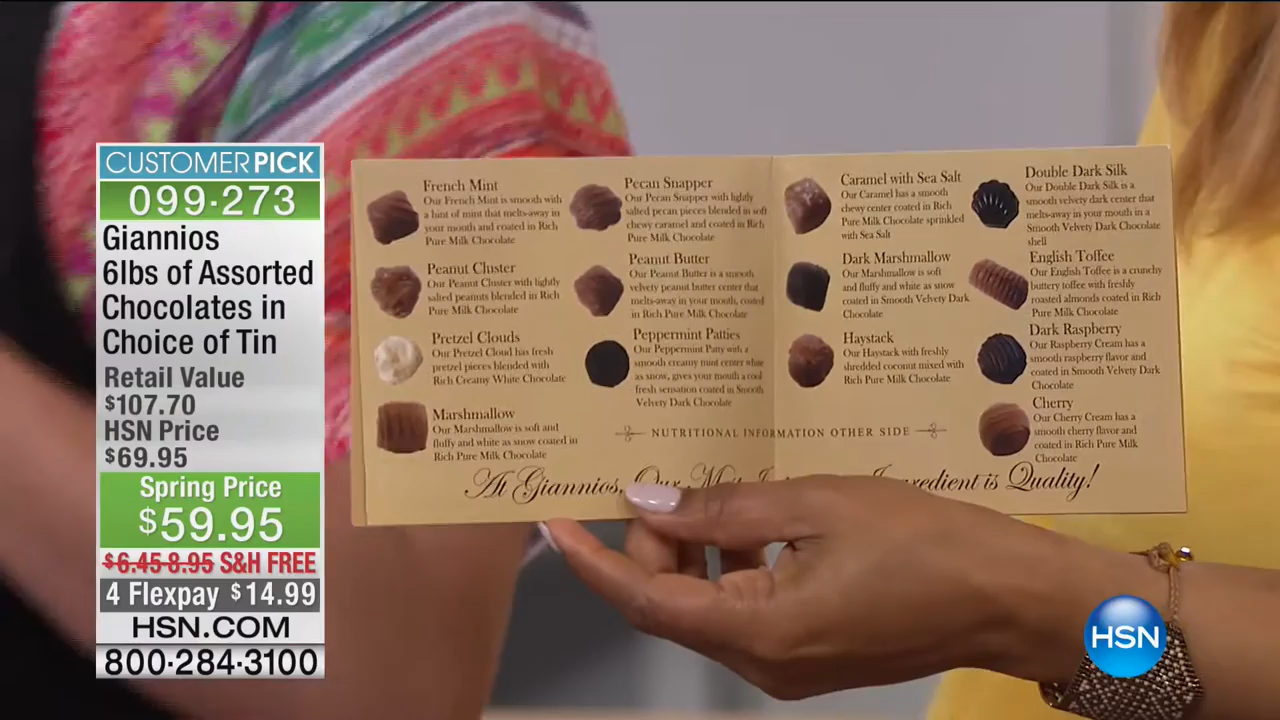 CUSTOMER PICK
099-273
Giannios
6lbs of Assorted
Chocolates in
Choice of Tin
Retail Value
$107.70
HSN Price
$69.95
Spring Price
$59.95
$6.45-8.95 S&H FREE
4 Flexpay $14.99
HSN.COM
800-284-3100
French Mint
Our French Mint is smooth with
a hint of mint that melts-away in
your mouth and coated in Rich
Pure Milk Chocolate
Peanut Cluster
Our Peanut Cluster with lightly
salted peanuts blended in Rich
Pure Milk Chocolate
Pretzel Clouds
Our Pretzel Cloud has fresh
pretzel pieces blended with
Rich Creamy White Chocolate
Marshmallow
Our Marshmallow is soft and
fluffy and white as snow coated in
Rich Pure Milk Chocolate
Pecan Snapper
Our Pecan Snapper with lightly
salted pecan pieces blended in soft
chewy caramel and coated in Rich
Pure Milk Chocolate
Peanut Butter
Our Peanut Butter is a smooth
velvety peanut butter center that
melts-away in your mouth, coated
in Rich Pure Milk Chocolate
Peppermint Patties
Our Peppermint Patty with a
smooth creamy mint center white
as snow, gives your mouth a cool
fresh sensation coated in Smooth
Velvety Dark Chocolate
Caramel with Sea Salt
Our Caramel has a smooth
chewy center coated in Rich
Pure Milk Chocolate sprinkled
with Sea Salt
Dark Marshmallow
Our Marshmallow is soft
and fluffy and white as snow
coated in Smooth Velvety Dark
Chocolate
Haystack
Our Haystack with freshly
shredded coconut mixed with
Rich Pure Milk Chocolate
Double Dark Silk
Our Double Dark Silk is a
smooth velvety dark center that
melts-away in your mouth in a
Smooth Velvety Dark Chocolate
shell
English Toffee
Our English Toffee is a crunchy
buttery toffee with freshly
roasted almonds coated in Rich
Pure Milk Chocolate
Dark Raspberry
Our Raspberry Cream has a
smooth raspberry flavor and
coated in Smooth Velvety Dark
Chocolate
Cherry
Our Cherry Cream has a
smooth cherry flavor and
coated in Rich Pure Milk
Chocolate
NUTRITIONAL INFORMATION OTHER SIDE
At Giannios, Our is Quality!
HSN